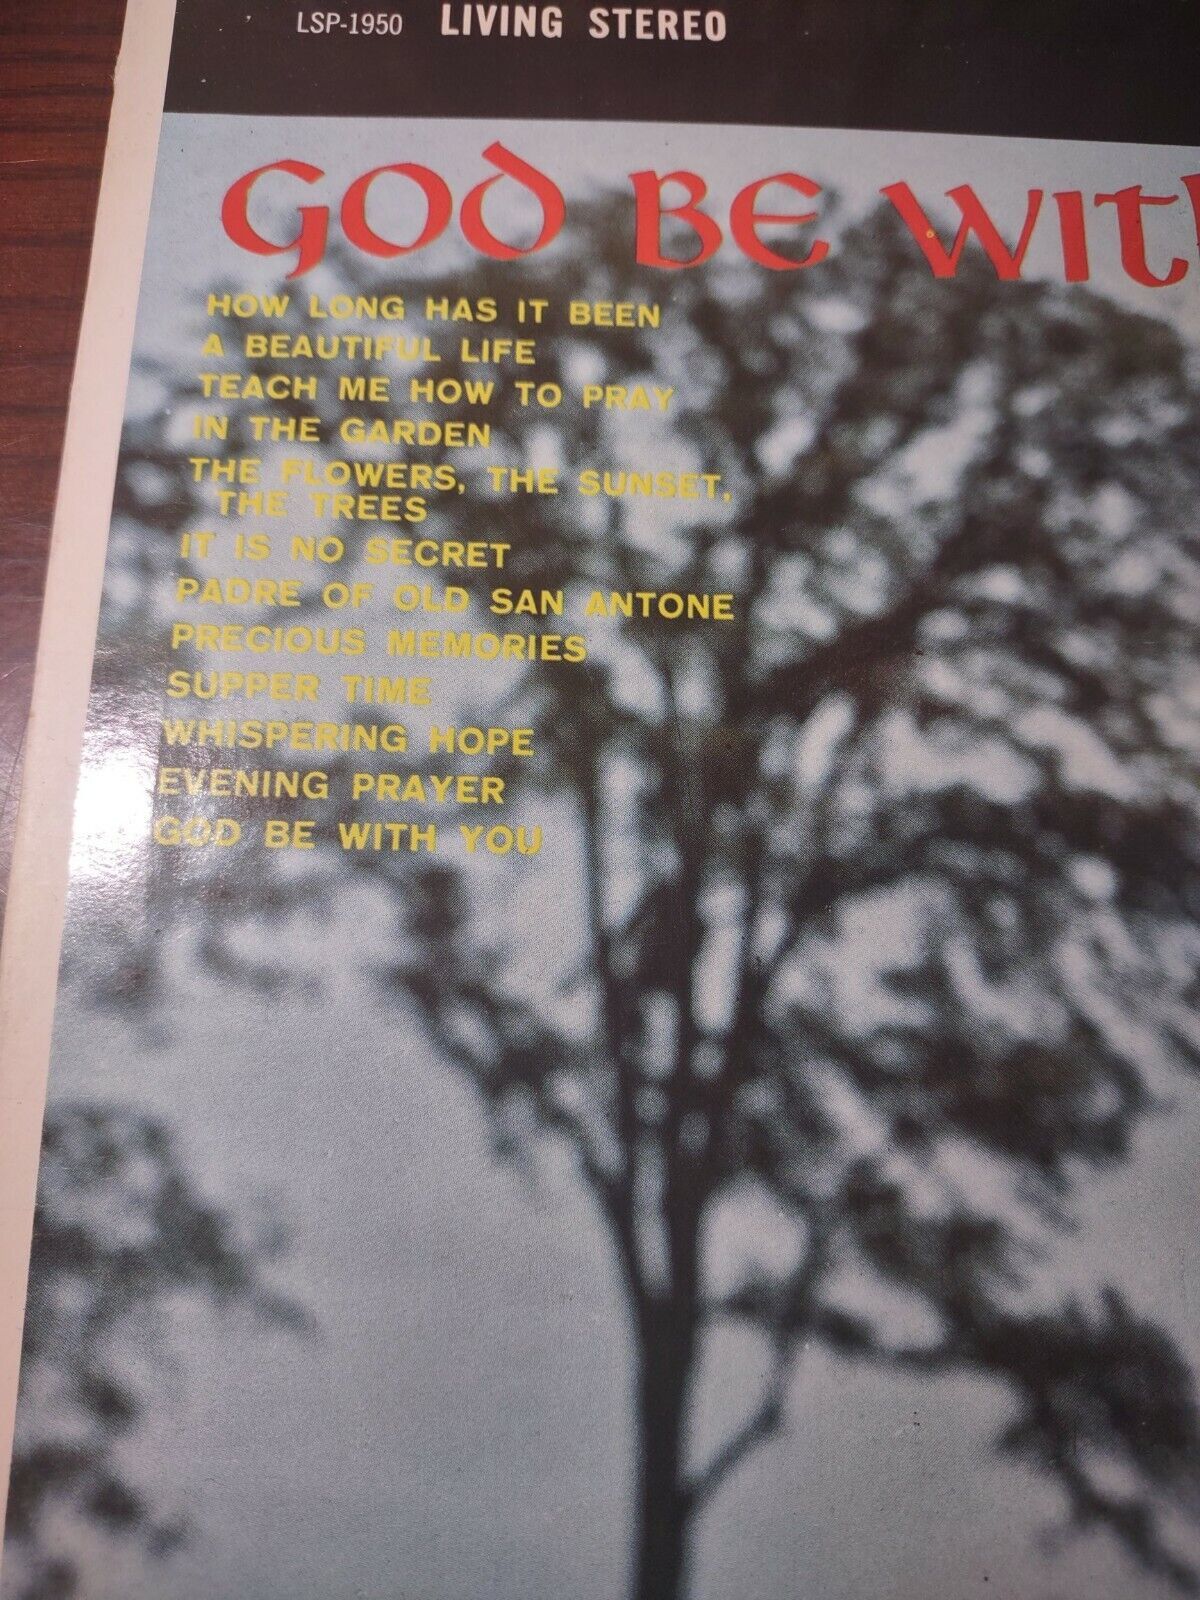 LSP-1950 LIVING STEREO
GOD BE WITH
HOW LONG HAS IT BEEN
A BEAUTIFUL LIFE
TEACH ME HOW TO PRAY
IN THE GARDEN
THE FLOWERS, THE SUNSET,
THE TREES
IT IS NO SECRET
PADRE OF OLD SAN ANTONE
PRECIOUS MEMORIES
SUPPER TIME
WHISPERING HOPE
EVENING PRAYER
GOD BE WITH YOU